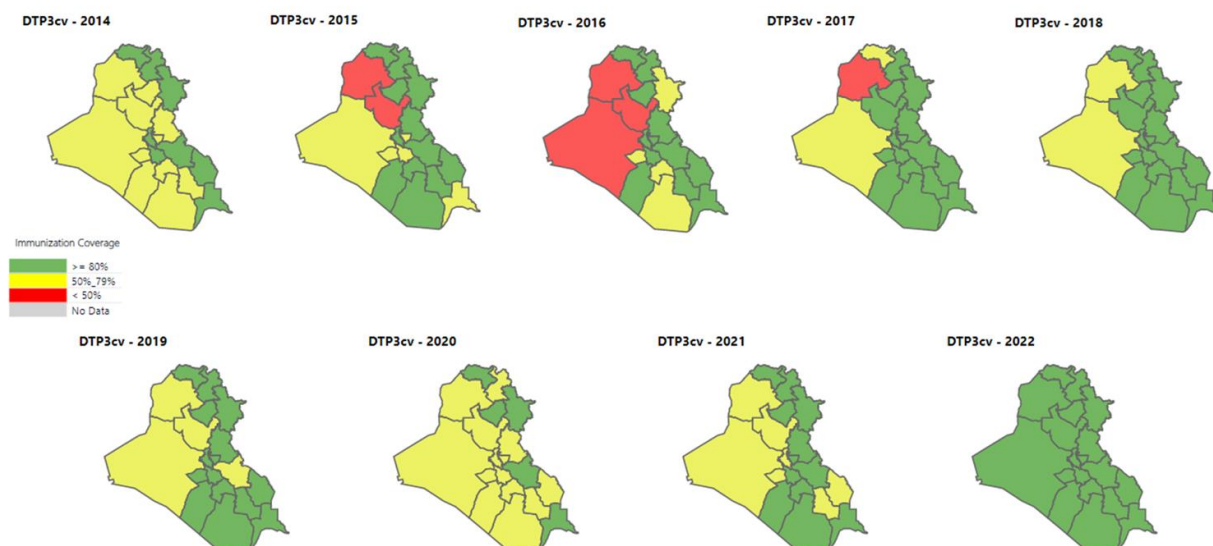 DTP3cv - 2014
DTP3cv - 2015
DTP3cv - 2016
DTP3cv - 2017
DTP3cv - 2018
Immunization Coverage
>= 80%
50%_79%
< 50%
No Data
DTP3cv - 2019
DTP3cv - 2020
DTP3cv - 2021
DTP3cv - 2022